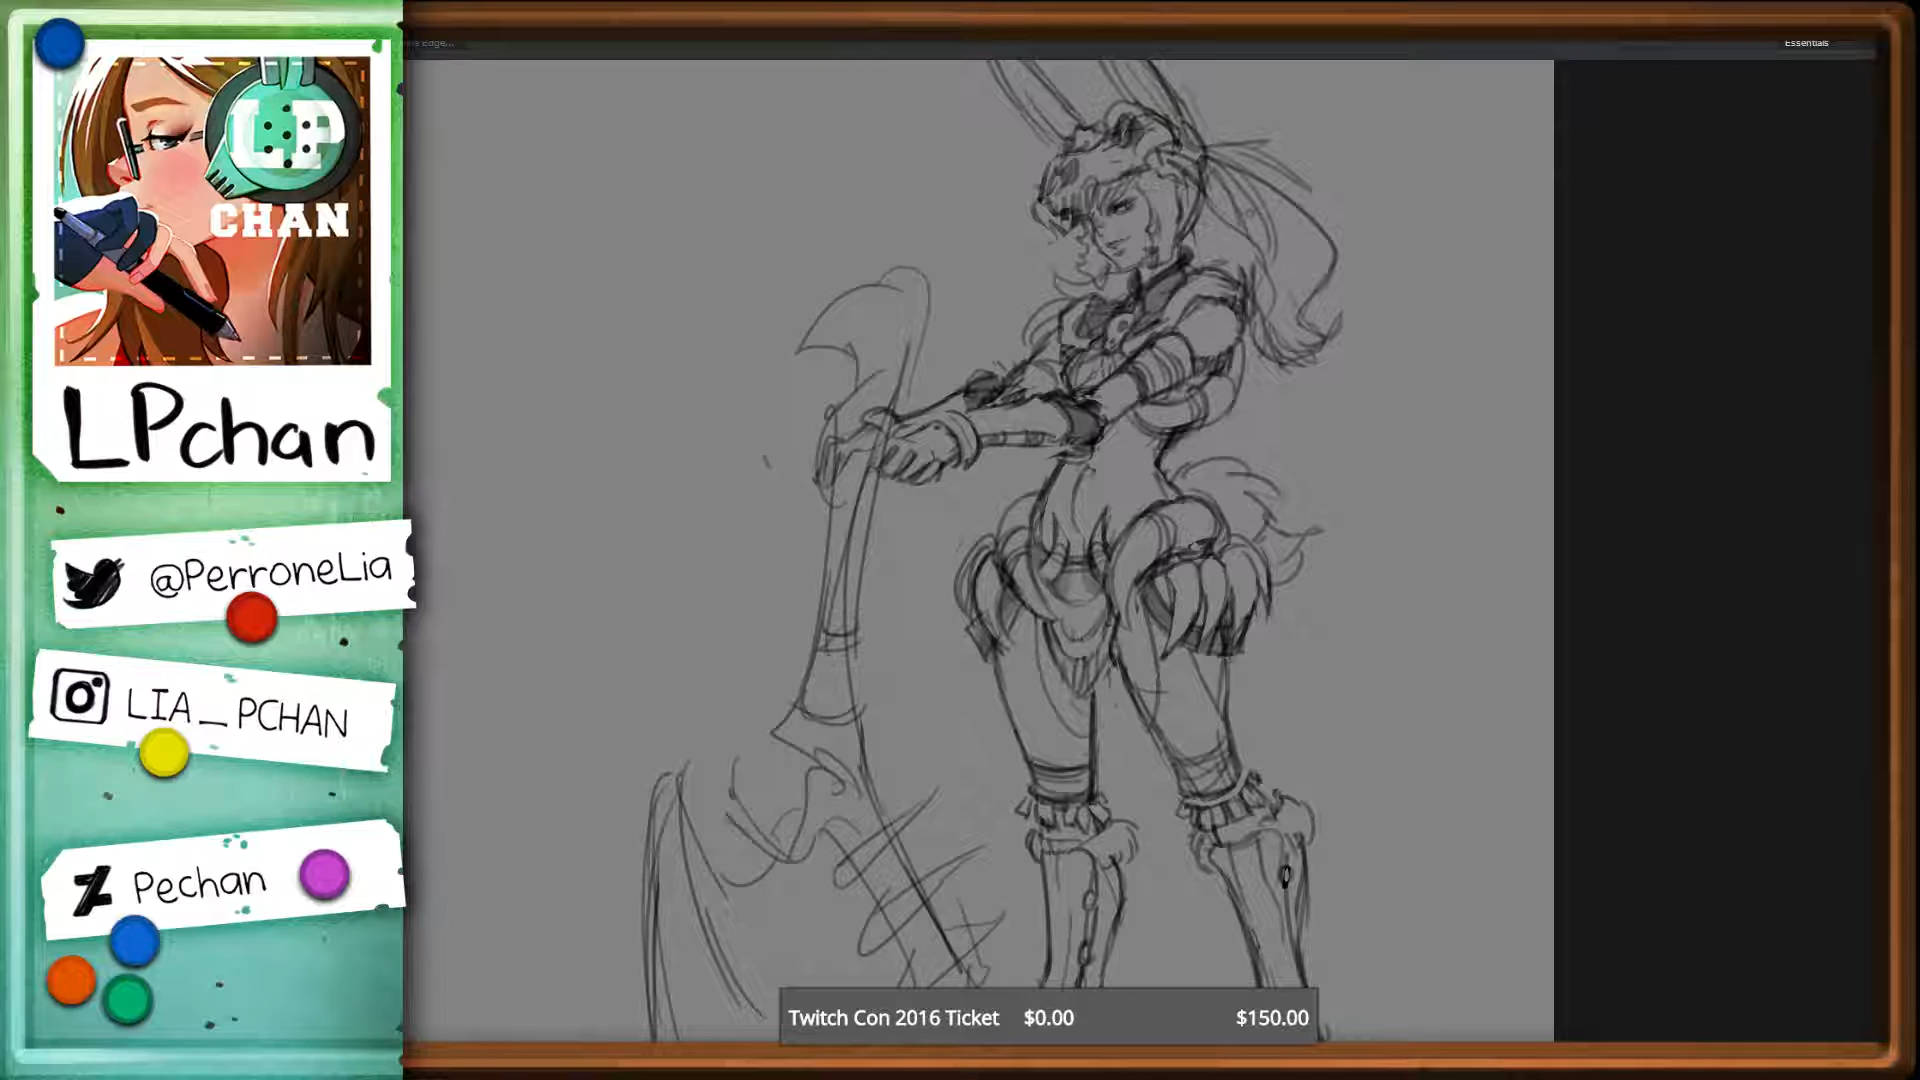 Essentials
LP
CHAN
LPchan
@PerroneLia
LIA_PCHAN
Pechan
Twitch Con 2016 Ticket $0.00 $150.00